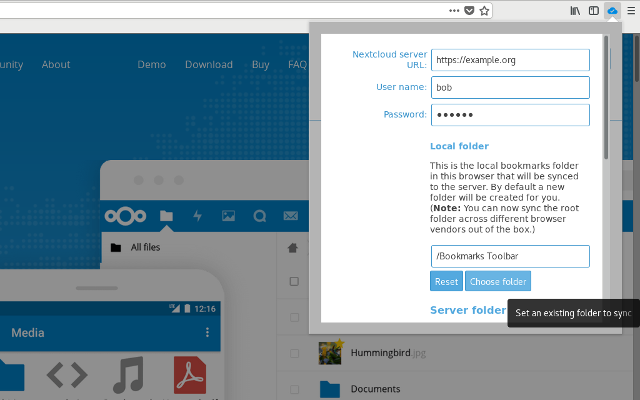 unity About Demo Download Buy FAQ
Nextcloud server
URL:
https://example.org
User name:
bob
Password:
••••••
Local folder
This is the local bookmarks folder
in this browser that will be synced
to the server. By default a new
folder will be created for you.
(Note: You can now sync the root
folder across different browser
vendors out of the box.)
/Bookmarks Toolbar
Reset Choose folder
Server folder
Set an existing folder to sync
All files
12:16
Media
Hummingbird.jpg
Documents